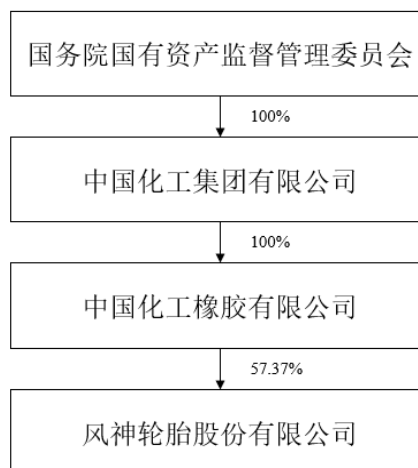 国务院国有资产监督管理委员会
100%
中国化工集团有限公司
100%
中国化工橡胶有限公司
57.37%
风神轮胎股份有限公司